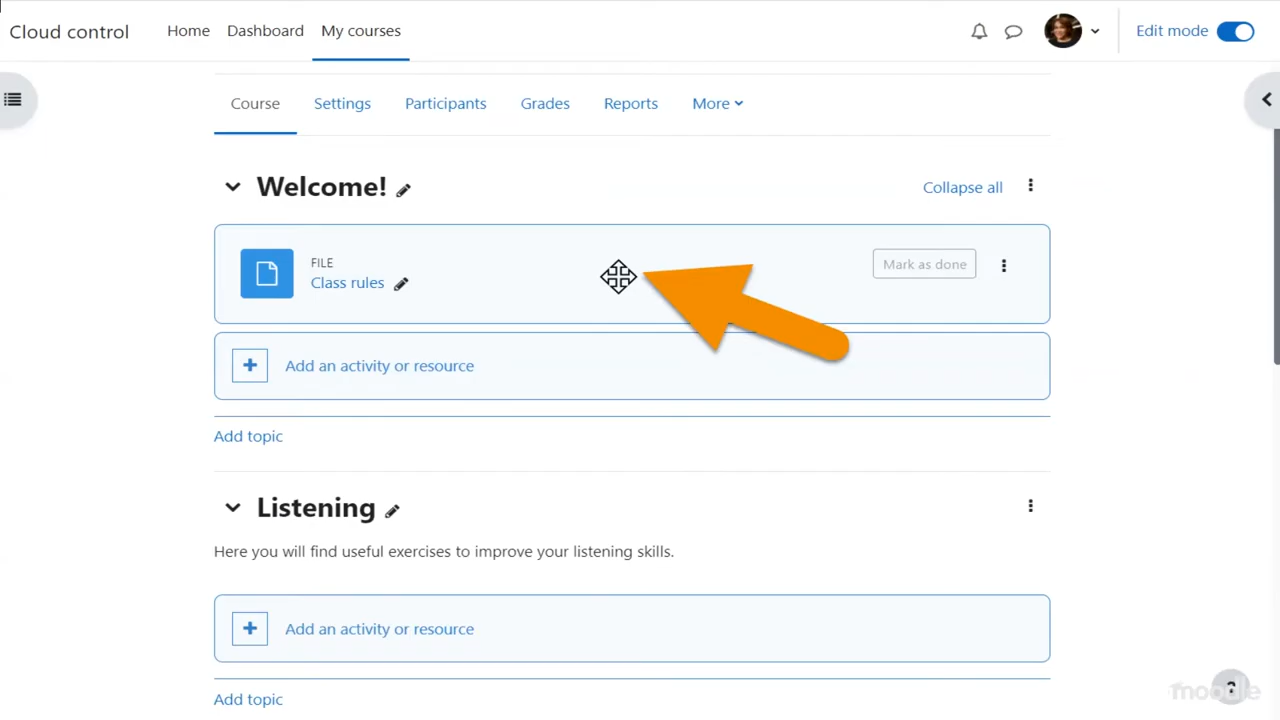 Cloud control Home Dashboard My courses Edit mode
Course Settings Participants Grades Reports More
Welcome! Collapse all
FILE
Class rules
Mark as done
Add an activity or resource
Add topic
Listening
Here you will find useful exercises to improve your listening skills.
Add an activity or resource
Add topic
moodle
?